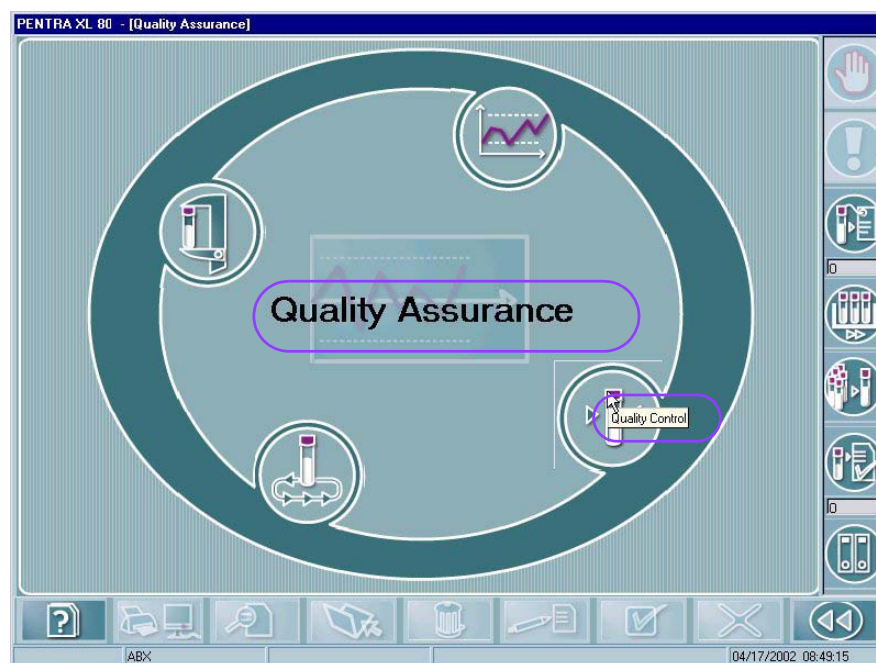 PENTRA XL 80 - [Quality Assurance]
0
Quality Assurance
Quality Control
0
?
ABX
04/17/2002 08:49:15